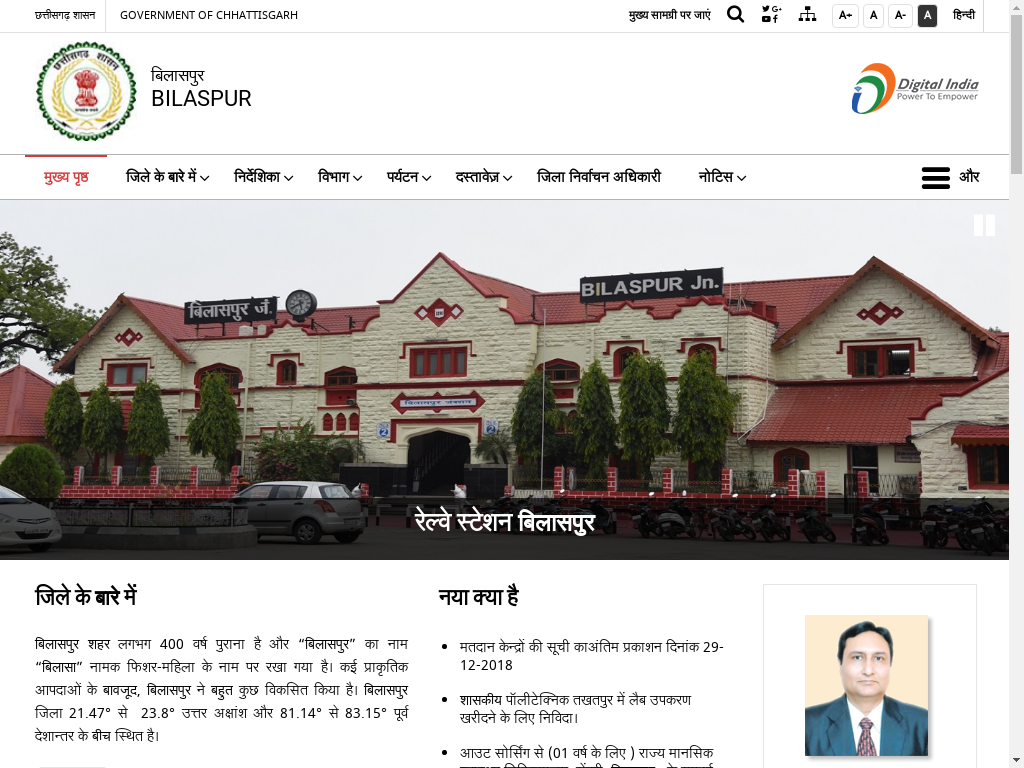 छत्तीसगढ़ शासन
GOVERNMENT OF CHHATTISGARH
मुख्य सामग्री पर जाएं
A+ A A- A
हिन्दी
छत्तीसगढ़ शासन
बिलासपुर
BILASPUR
Digital India
Power To Empower
मुख्य पृष्ठ जिले के बारे में निर्देशिका विभाग पर्यटन दस्तावेज़ जिला निर्वाचन अधिकारी नोटिस और
बिलासपुर जं.
BILASPUR Jn.
रेल्वे स्टेशन बिलासपुर
जिले के बारे में
बिलासपुर शहर लगभग 400 वर्ष पुराना है और “बिलासपुर” का नाम
“बिलासा” नामक फिशर-महिला के नाम पर रखा गया है। कई प्राकृतिक
आपदाओं के बावजूद, बिलासपुर ने बहुत कुछ विकसित किया है। बिलासपुर
जिला 21.47° से 23.8° उत्तर अक्षांश और 81.14° से 83.15° पूर्व
देशान्तर के बीच स्थित है।
नया क्या है
मतदान केन्द्रों की सूची काअंतिम प्रकाशन दिनांक 29-
12-2018
शासकीय पॉलीटेक्निक तखतपुर में लैब उपकरण
खरीदने के लिए निविदा।
आउट सोर्सिंग से (01 वर्ष के लिए ) राज्य मानसिक